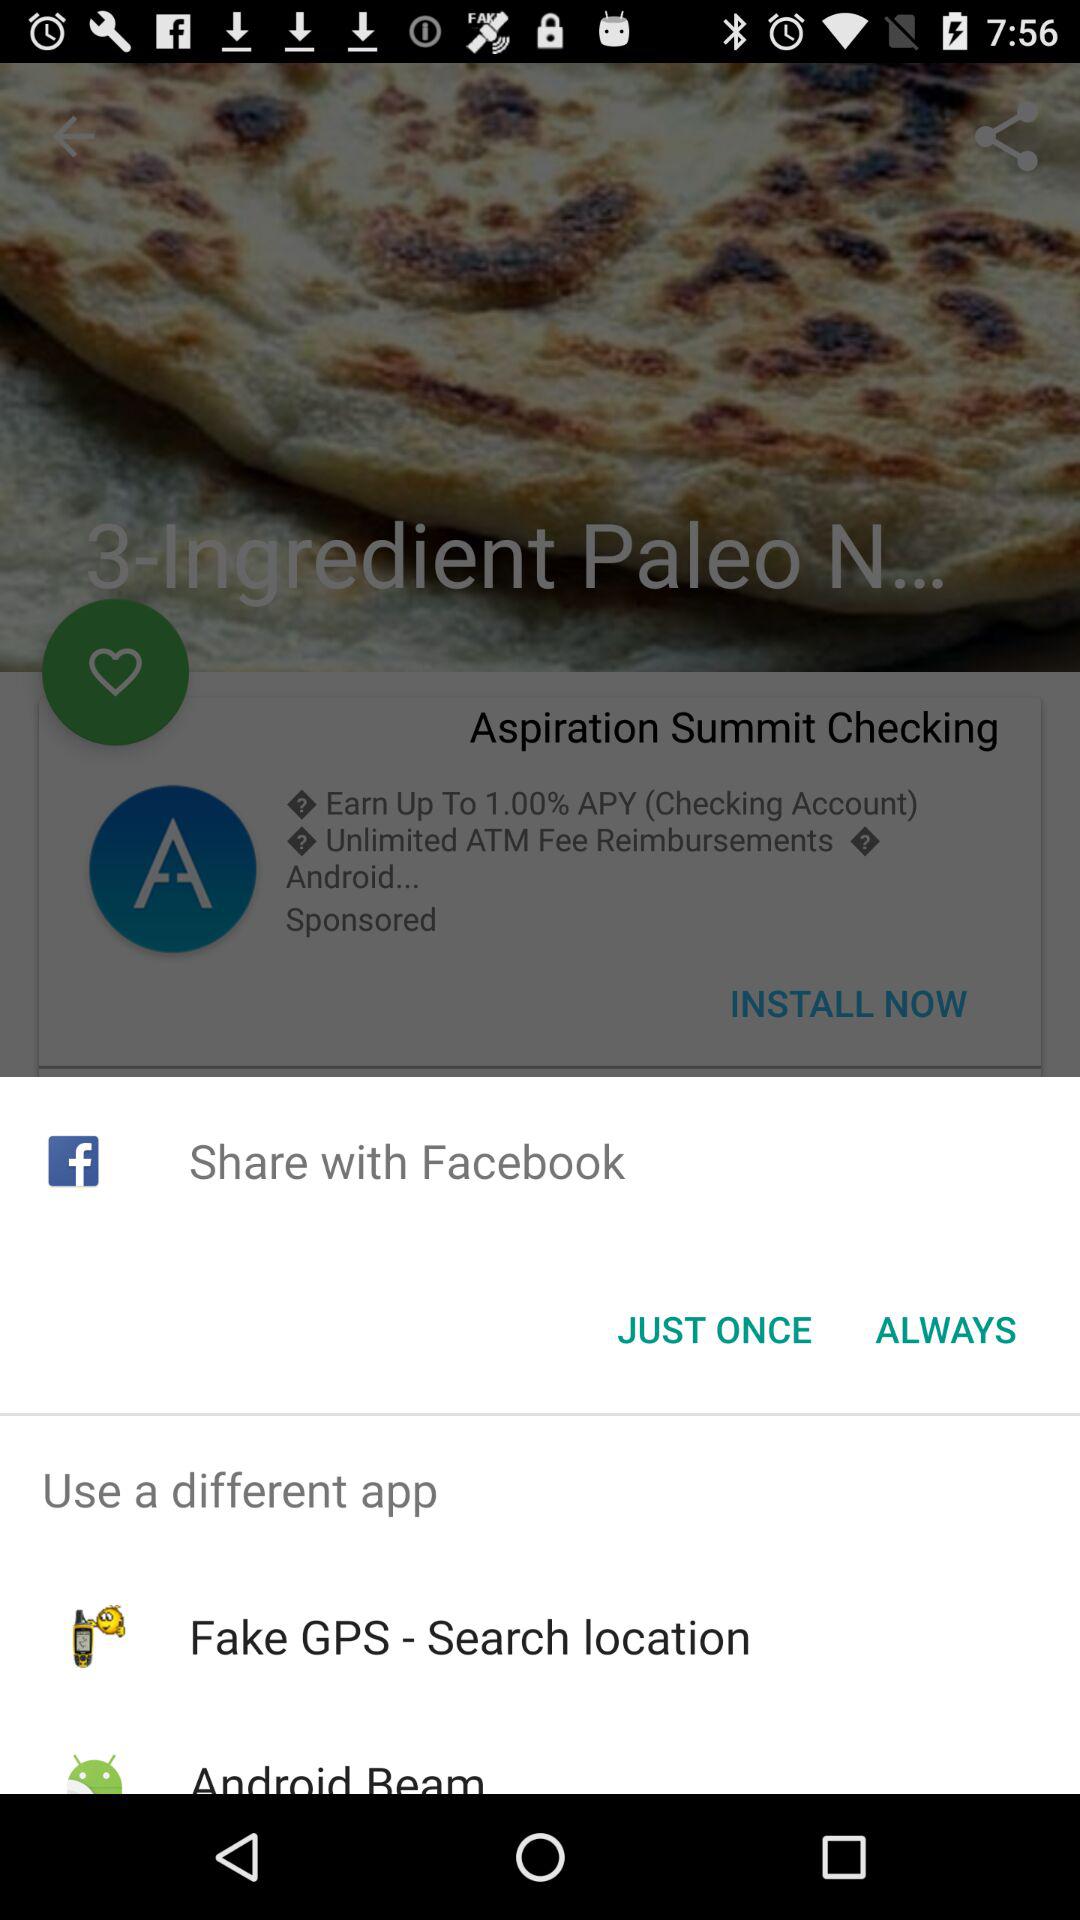 FAKE
7:56
3-Ingredient Paleo N...
Aspiration Summit Checking
� Earn Up To 1.00% APY (Checking Account)
� Unlimited ATM Fee Reimbursements �
Android...
Sponsored
INSTALL NOW
Share with Facebook
JUST ONCE ALWAYS
Use a different app
Fake GPS - Search location
Android Beam